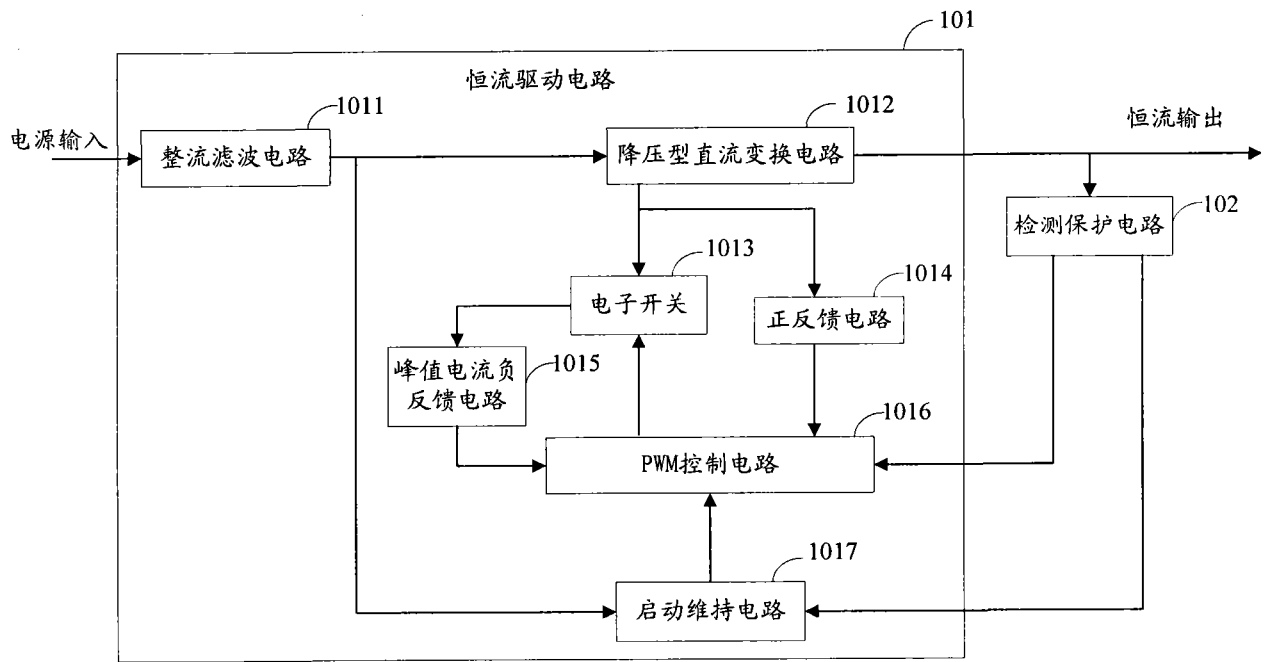 101
恒流驱动电路
1011
1012
电源输入
恒流输出
整流滤波电路
降压型直流变换电路
102
检测保护电路
1013
1014
电子开关
正反馈电路
1015
峰值电流负
反馈电路
1016
PWM控制电路
1017
启动维持电路